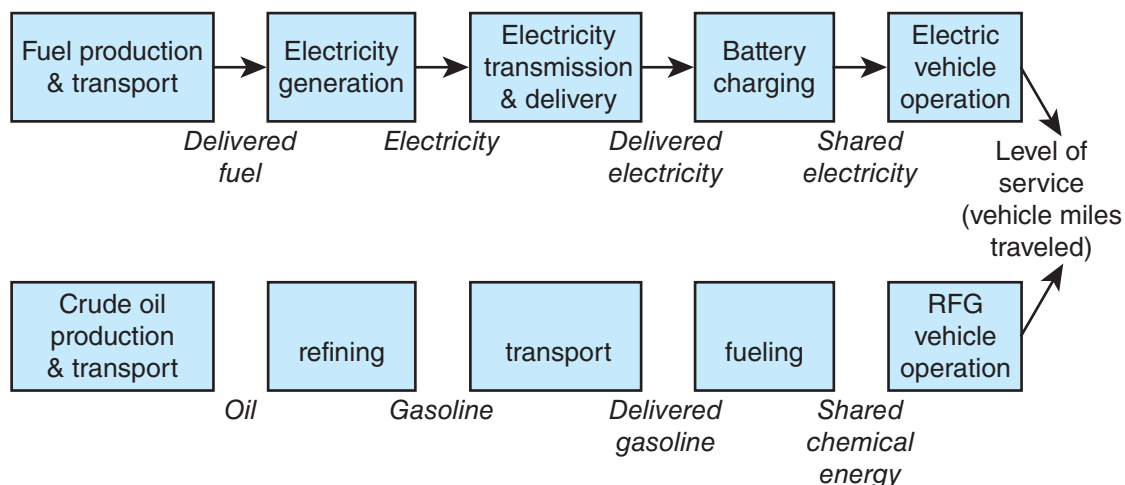 Fuel production
& transport
Electricity
generation
Electricity
transmission
& delivery
Battery
charging
Electric
vehicle
operation
Delivered
fuel
Electricity
Delivered
electricity
Shared
electricity
Level of
service
(vehicle miles
traveled)
Crude oil
production
& transport
refining
transport
fueling
RFG
vehicle
operation
Oil
Gasoline
Delivered
gasoline
Shared
chemical
energy